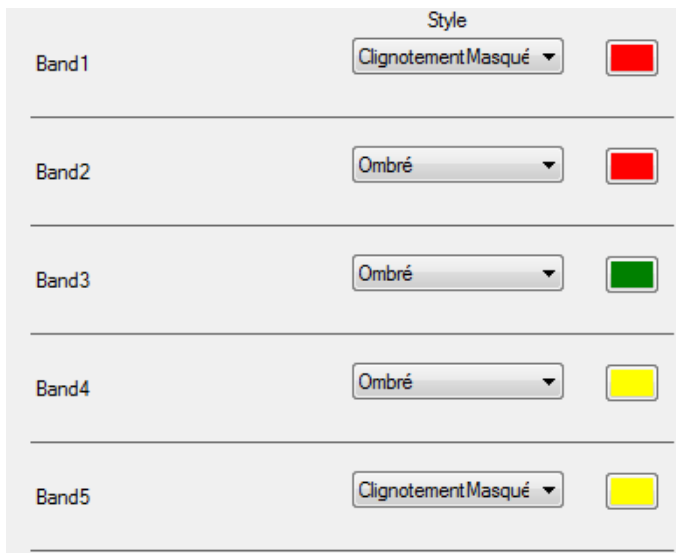 Style
Band1 ClignotementMasqué
Band2 Ombré
Band3 Ombré
Band4 Ombré
Band5 ClignotementMasqué